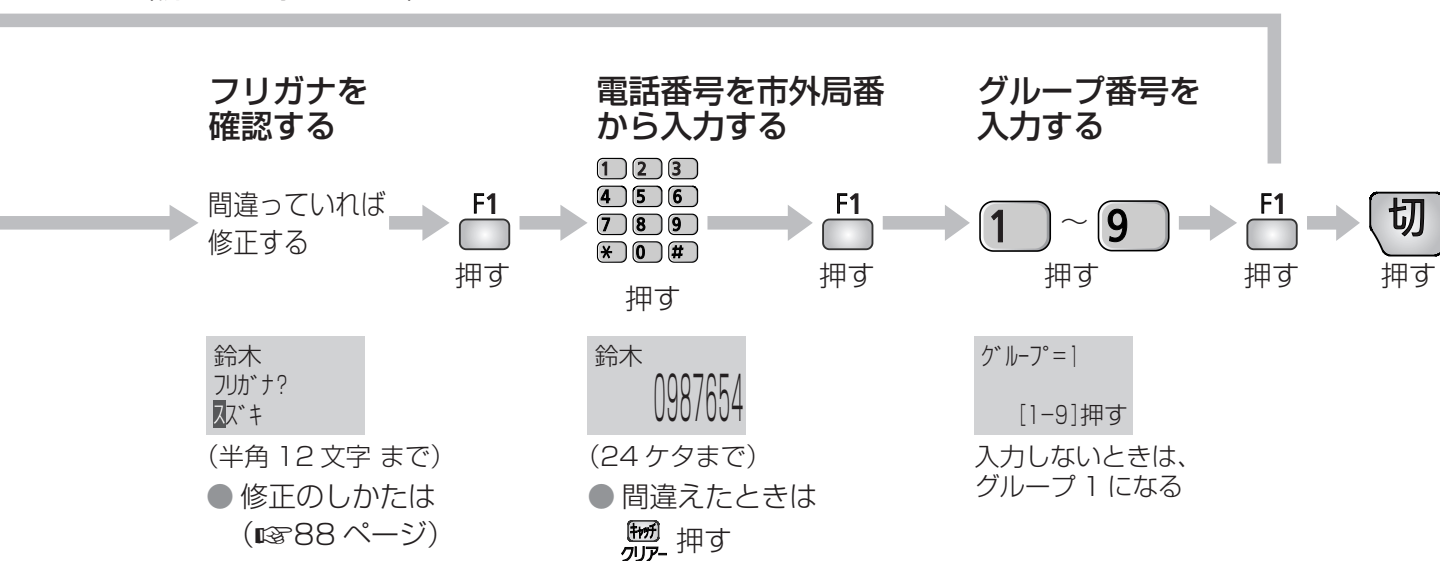 フリガナを
確認する
間違っていれば
修正する
F1
押す
鈴木
ﾌﾘｶﾞﾅ?
ｽｽﾞｷ
(半角 12 文字 まで)
● 修正のしかたは
(☞88 ページ)
電話番号を市外局番
から入力する
1 2 3
4 5 6
7 8 9
* 0 #
押す
鈴木
0987654
(24 ケタまで)
● 間違えたときは
ｷｬｯﾁ
クリアー 押す
F1
押す
グループ番号を
入力する
1 ～ 9
押す
ｸﾞﾙｰﾌﾟ=1
[1-9]押す
入力しないときは、
グループ 1 になる
F1
押す
切
押す